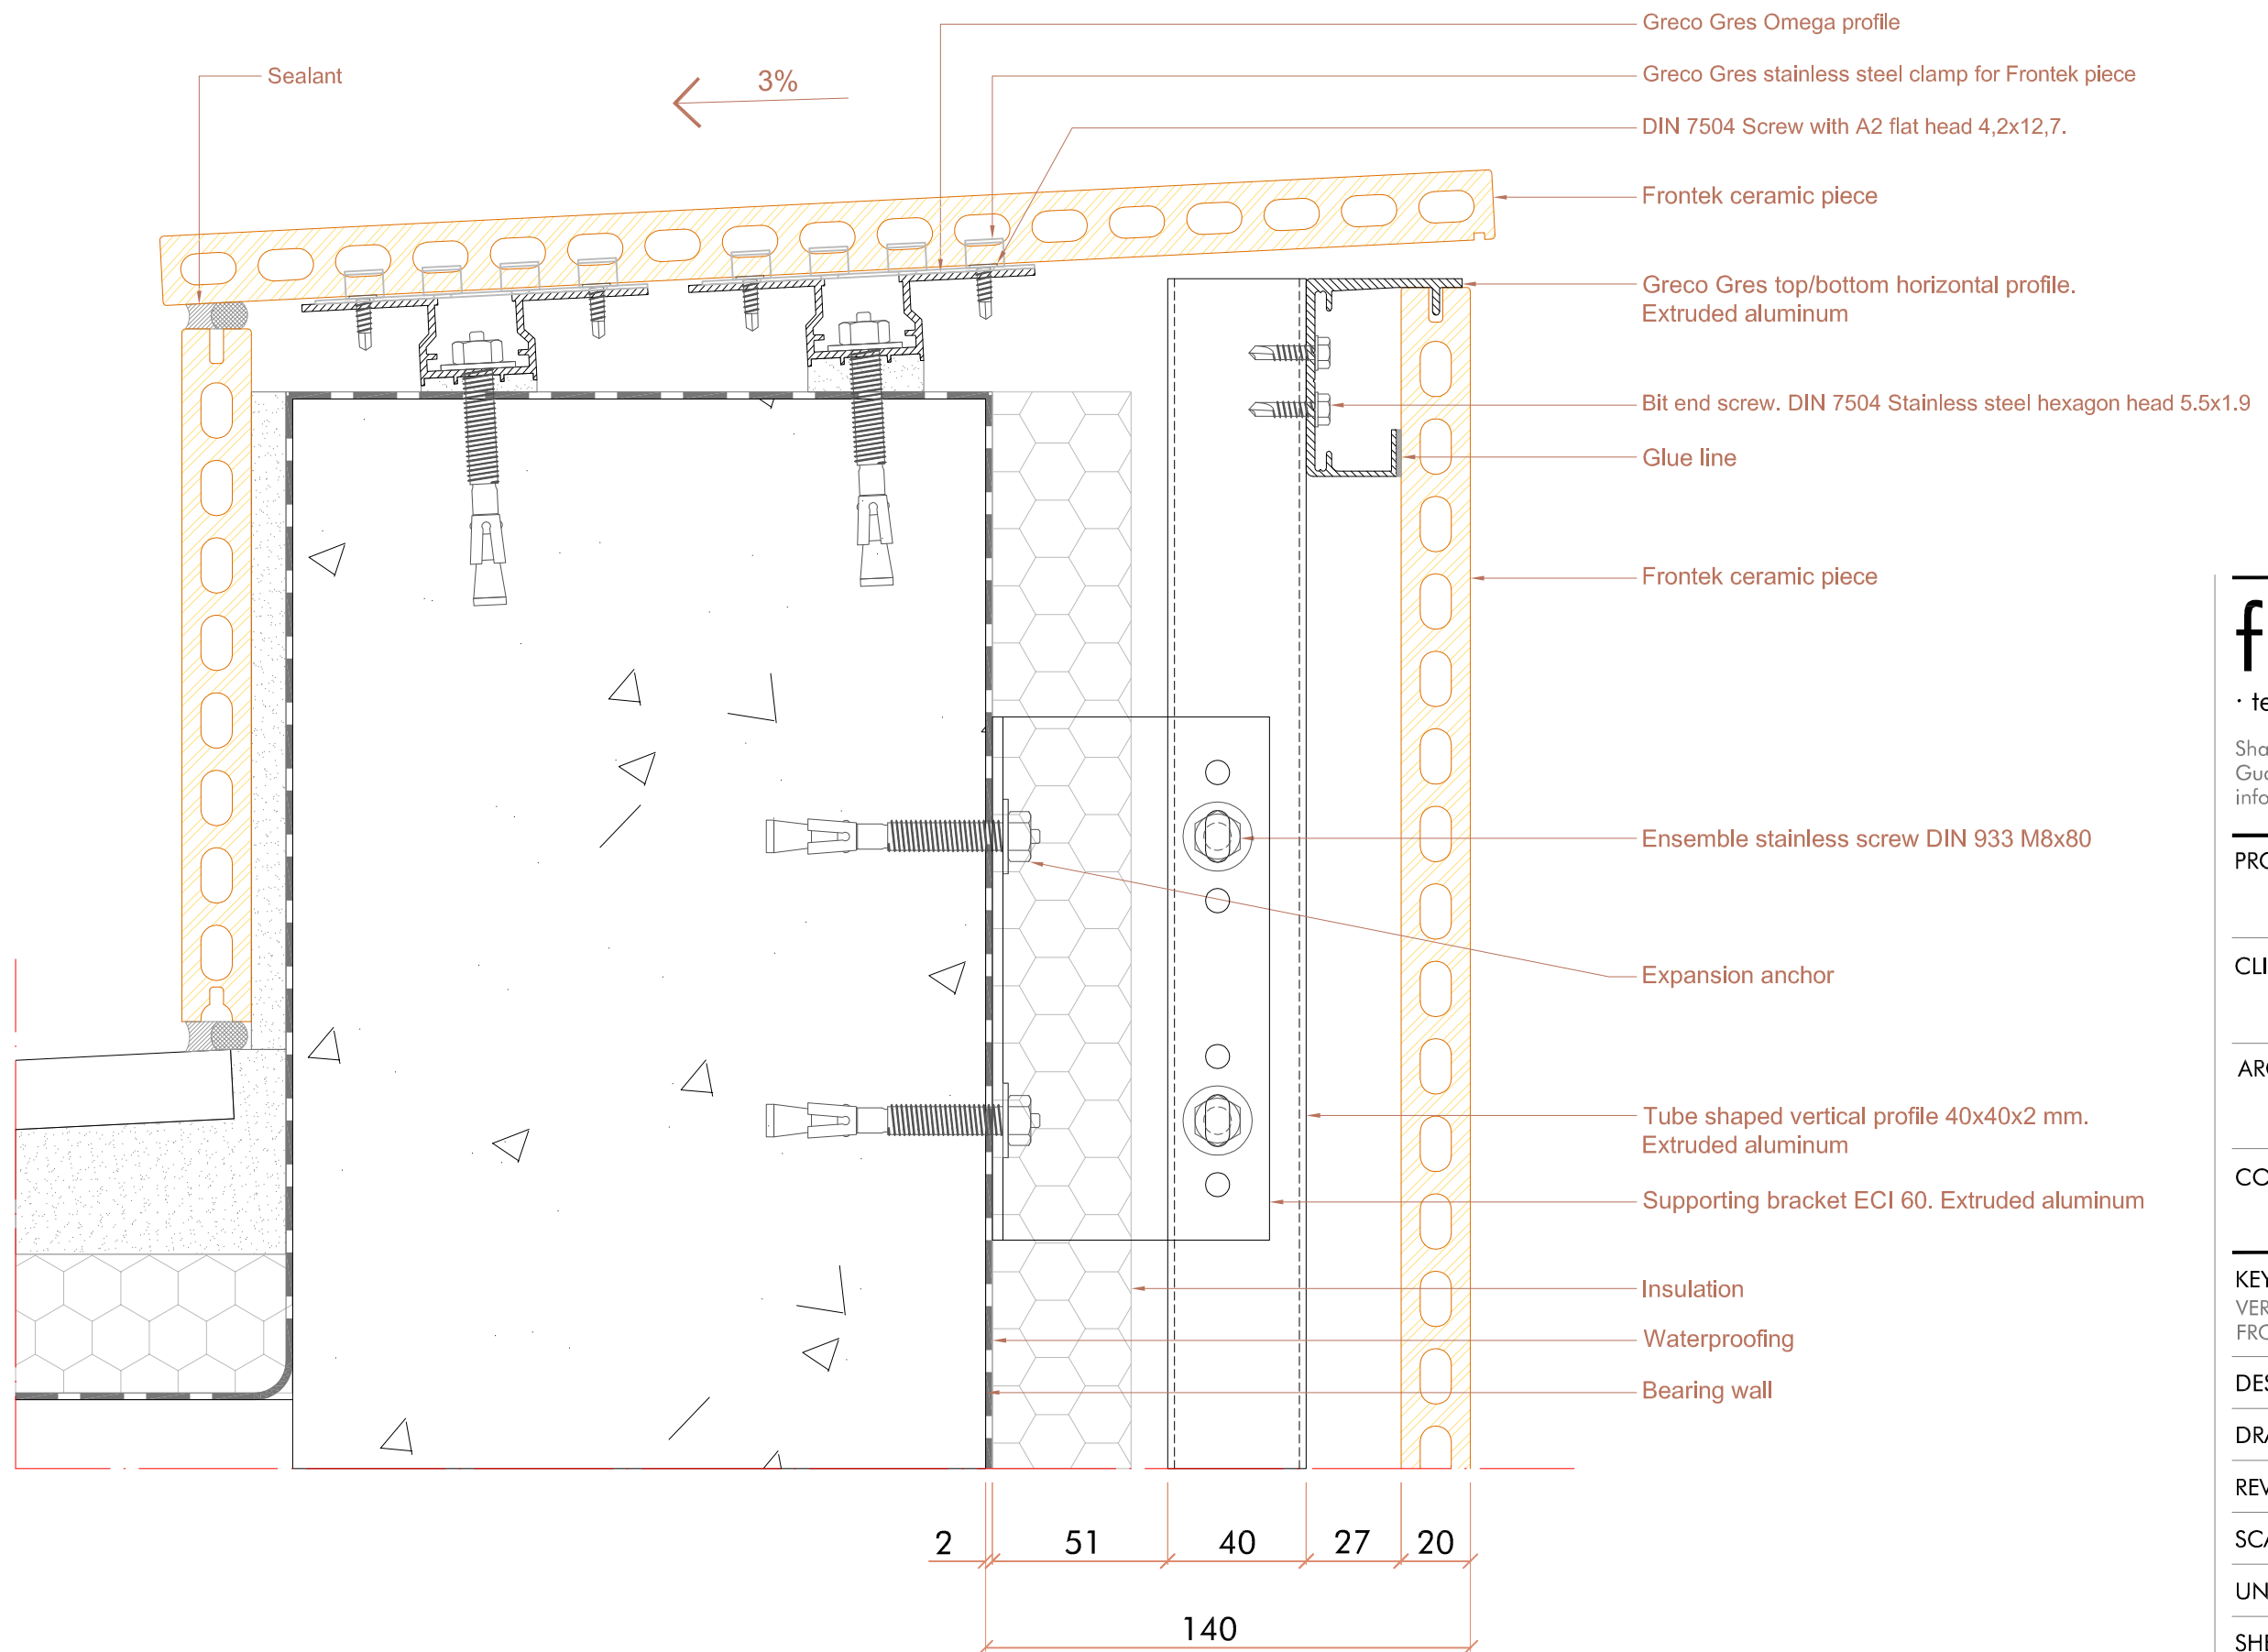 Greco Gres Omega profile
Sealant
3%
Greco Gres stainless steel clamp for Frontek piece
DIN 7504 Screw with A2 flat head 4,2x12,7.
Frontek ceramic piece
Greco Gres top/bottom horizontal profile.
Extruded aluminum
Bit end screw. DIN 7504 Stainless steel hexagon head 5.5x1.9
Glue line
Frontek ceramic piece
Ensemble stainless screw DIN 933 M8x80
Expansion anchor
Tube shaped vertical profile 40x40x2 mm.
Extruded aluminum
Supporting bracket ECI 60. Extruded aluminum
Insulation
Waterproofing
Bearing wall
2 51 40 27 20
140